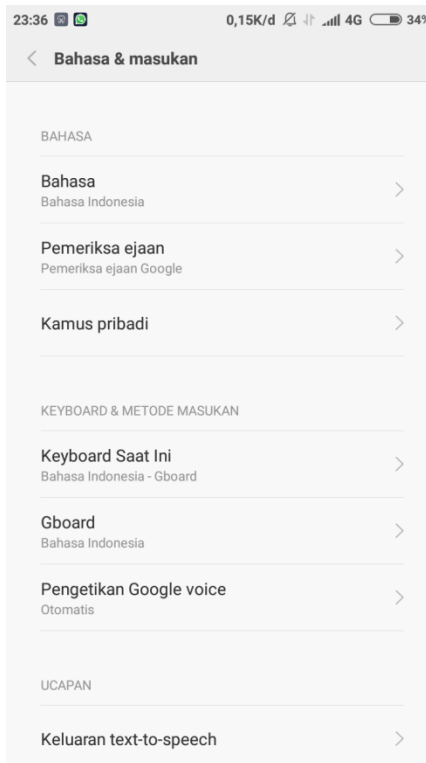 23:36 0,15K/d 4G 34%
Bahasa & masukan
BAHASA
Bahasa
Bahasa Indonesia
Pemeriksa ejaan
Pemeriksa ejaan Google
Kamus pribadi
KEYBOARD & METODE MASUKAN
Keyboard Saat Ini
Bahasa Indonesia - Gboard
Gboard
Bahasa Indonesia
Pengetikan Google voice
Otomatis
UCAPAN
Keluaran text-to-speech